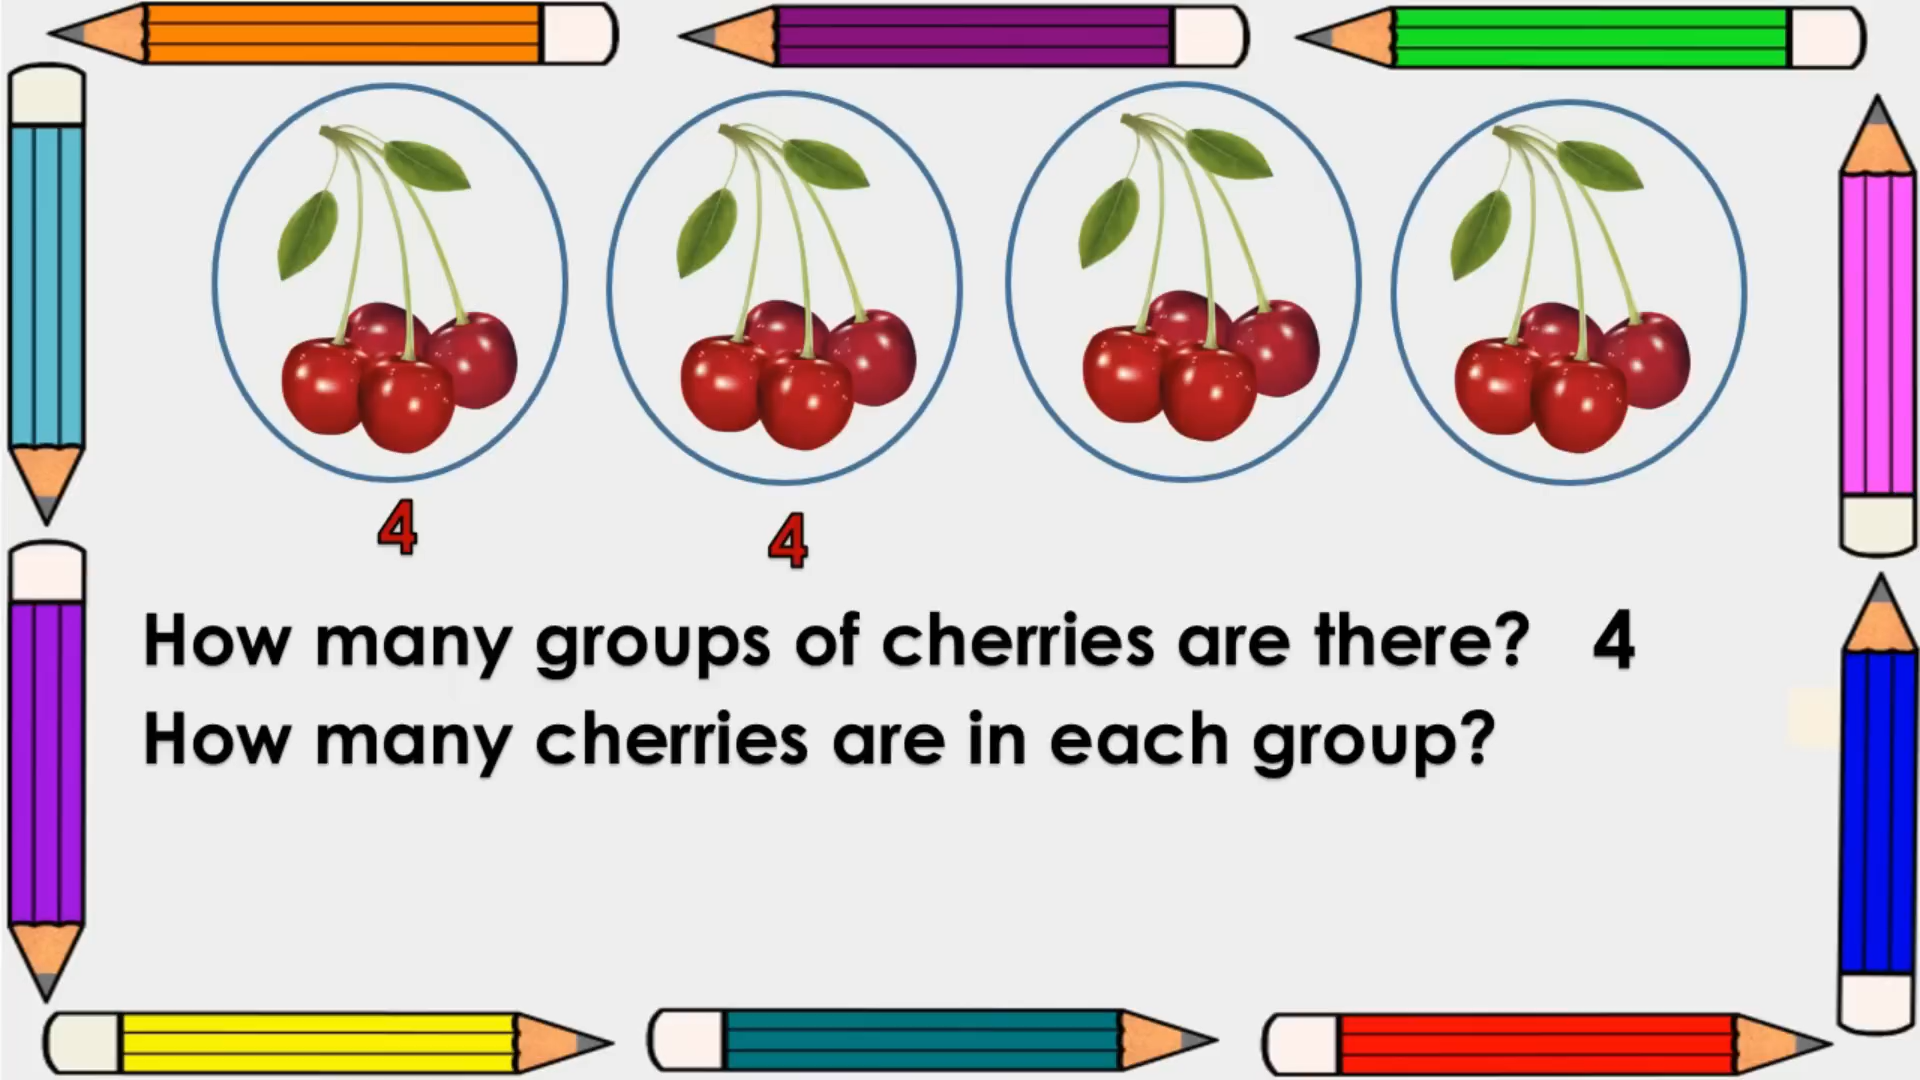 4 4
How many groups of cherries are there? 4
How many cherries are in each group?